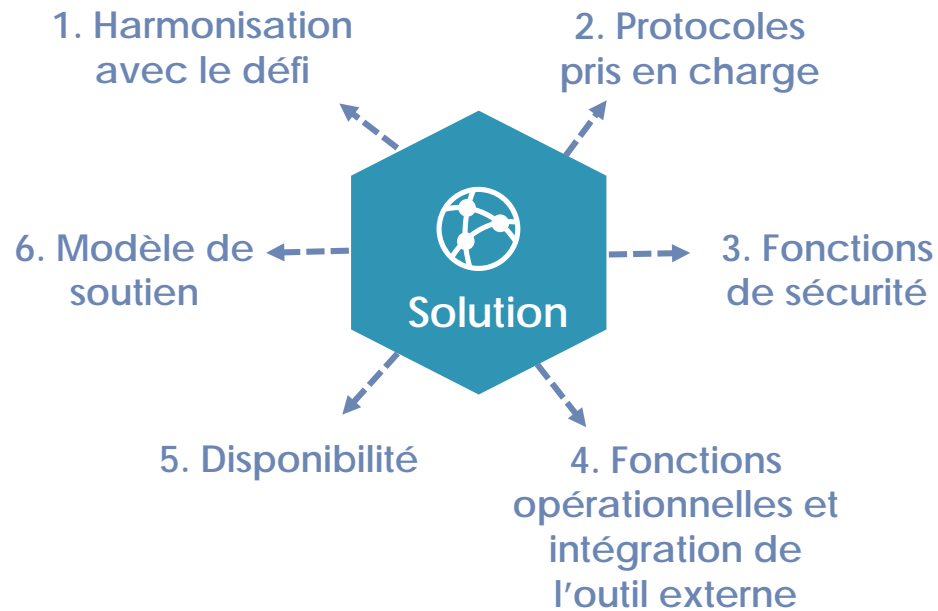 1. Harmonisation
avec le défi
2. Protocoles
pris en charge
6. Modèle de
soutien
Solution
3. Fonctions
de sécurité
5. Disponibilité
4. Fonctions
opérationnelles et
intégration de
l'outil externe